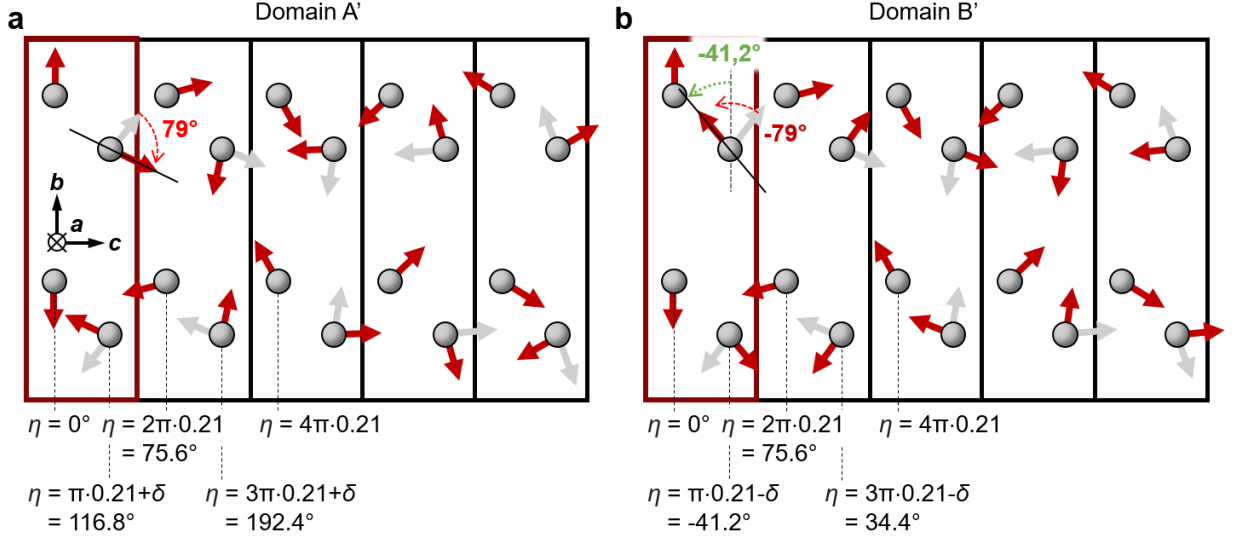 a
Domain A’
79°
b
a
c
η = 0°
η = 2π·0.21
= 75.6°
η = 4π·0.21
η = π·0.21+δ
= 116.8°
η = 3π·0.21+δ
= 192.4°
b
Domain B’
-41,2°
-79°
η = 0°
η = 2π·0.21
= 75.6°
η = 4π·0.21
η = π·0.21-δ
= -41.2°
η = 3π·0.21-δ
= 34.4°